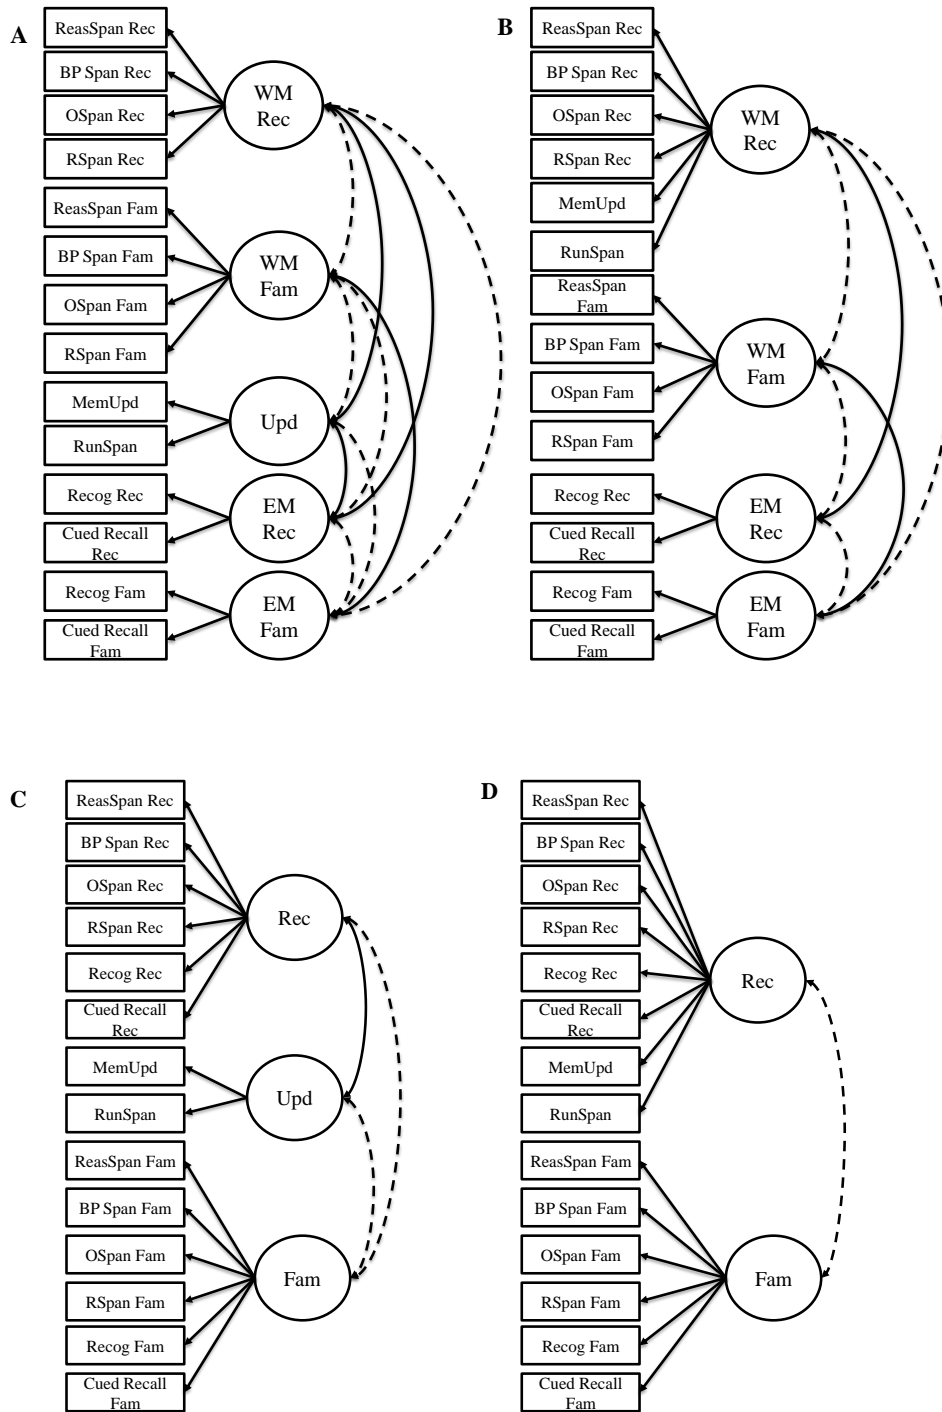 A
ReasSpan Rec
BP Span Rec
OSpan Rec
RSpan Rec
WM
Rec
ReasSpan Fam
BP Span Fam
OSpan Fam
RSpan Fam
WM
Fam
MemUpd
RunSpan
Upd
Recog Rec
Cued Recall
Rec
EM
Rec
Recog Fam
Cued Recall
Fam
EM
Fam
B
ReasSpan Rec
BP Span Rec
OSpan Rec
RSpan Rec
MemUpd
RunSpan
WM
Rec
ReasSpan
Fam
BP Span Fam
OSpan Fam
RSpan Fam
WM
Fam
Recog Rec
Cued Recall
Rec
EM
Rec
Recog Fam
Cued Recall
Fam
EM
Fam
C
ReasSpan Rec
BP Span Rec
OSpan Rec
RSpan Rec
Recog Rec
Cued Recall
Rec
Rec
MemUpd
RunSpan
Upd
ReasSpan Fam
BP Span Fam
OSpan Fam
RSpan Fam
Recog Fam
Cued Recall
Fam
Fam
D
ReasSpan Rec
BP Span Rec
OSpan Rec
RSpan Rec
Recog Rec
Cued Recall
Rec
MemUpd
RunSpan
Rec
ReasSpan Fam
BP Span Fam
OSpan Fam
RSpan Fam
Recog Fam
Cued Recall
Fam
Fam